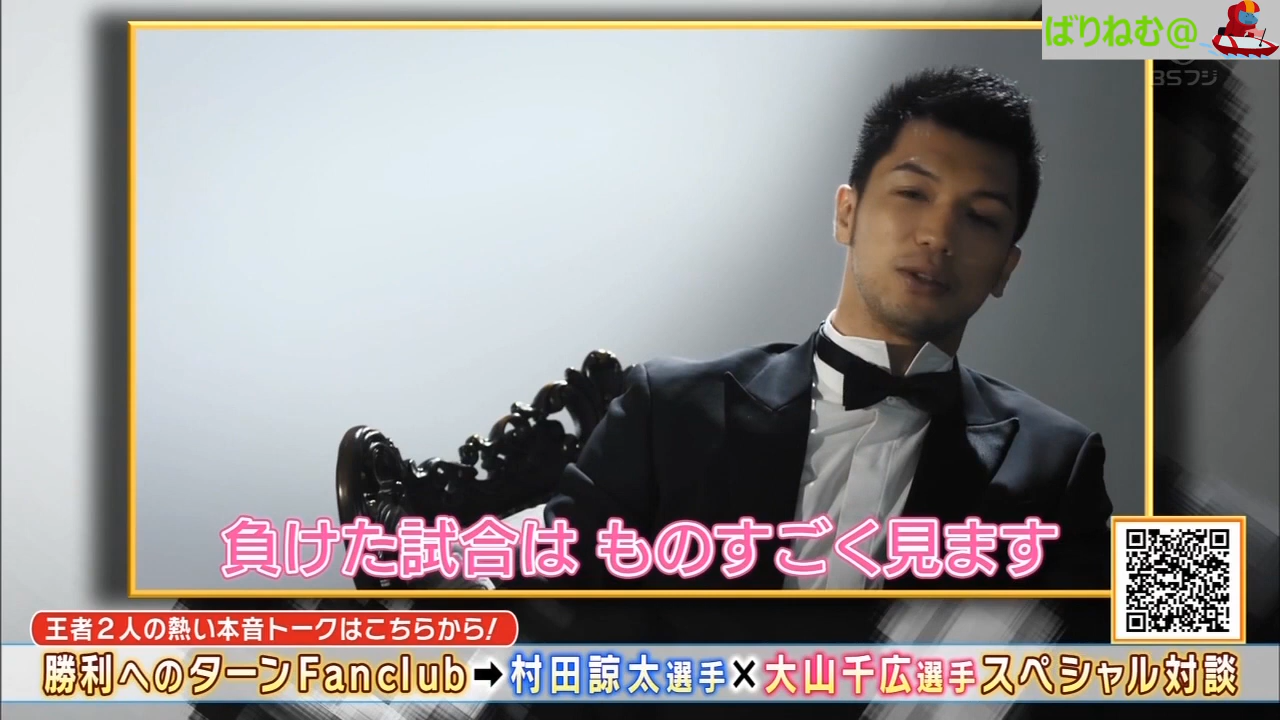 ばりねむ@
BSフジ
負けた試合は ものすごく見ます
王者2人の熱い本音トークはこちらから!
勝利へのターンFanclub➡村田諒太選手×大山千広選手スペシャル対談